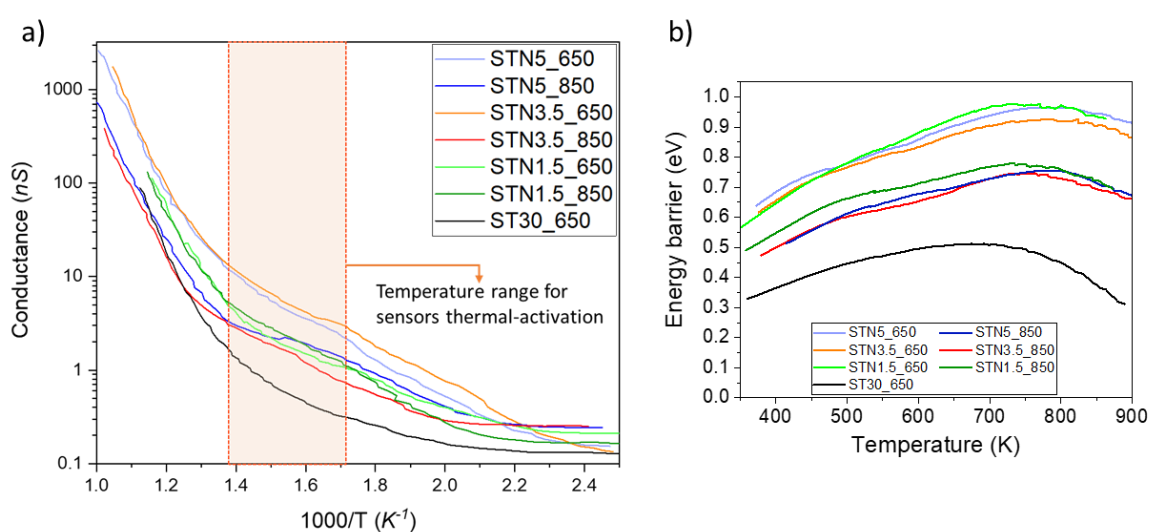 a)
Conductance (nS)
1000
100
10
1
0.1
STN5_650
STN5_850
STN3.5_650
STN3.5_850
STN1.5_650
STN1.5_850
ST30_650
Temperature range for
sensors thermal-activation
1.0 1.2 1.4 1.6 1.8 2.0 2.2 2.4
1000/T (K⁻¹)
b)
Energy barrier (eV)
1.0
0.9
0.8
0.7
0.6
0.5
0.4
0.3
0.2
0.1
0.0
STN5_650 STN5_850
STN3.5_650 STN3.5_850
STN1.5_650 STN1.5_850
ST30_650
400 500 600 700 800 900
Temperature (K)